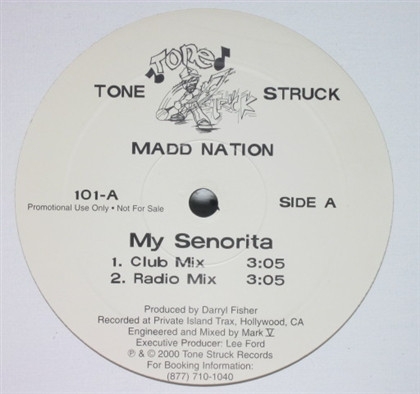 Tone
Truck
TONE STRUCK
MADD NATION
101-A
Promotional Use Only • Not For Sale
SIDE A
My Senorita
1. Club Mix 3:05
2. Radio Mix 3:05
Produced by Darryl Fisher
Recorded at Private Island Trax, Hollywood, CA
Engineered and Mixed by Mark V.
Executive Producer: Lee Ford
℗ & © 2000 Tone Struck Records
For Booking Information:
(877) 710-1040